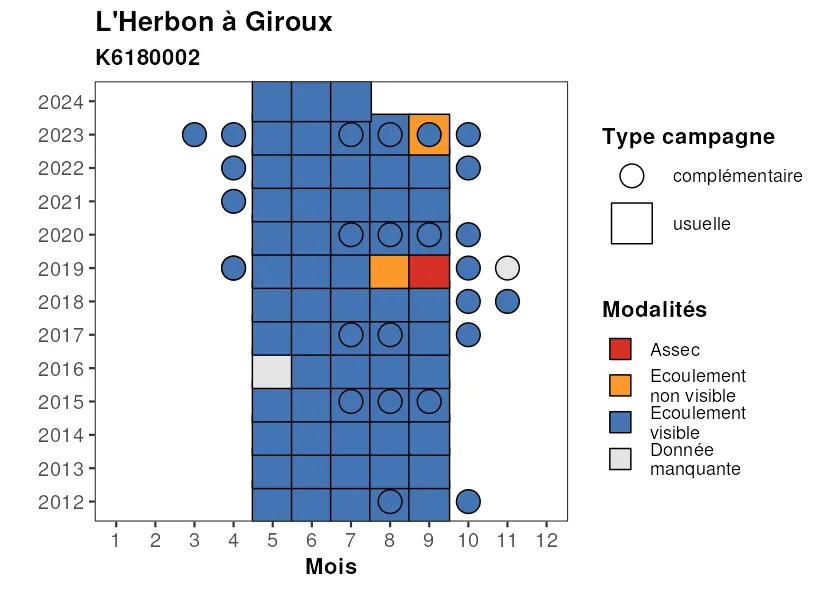 L'Herbon à Giroux
K6180002
2024
2023
2022
2021
2020
2019
2018
2017
2016
2015
2014
2013
2012
1 2 3 4 5 6 7 8 9 10 11 12
Mois
Type campagne
complémentaire
usuelle
Modalités
Assec
Ecoulement
non visible
Ecoulement
visible
Donnée
manquante